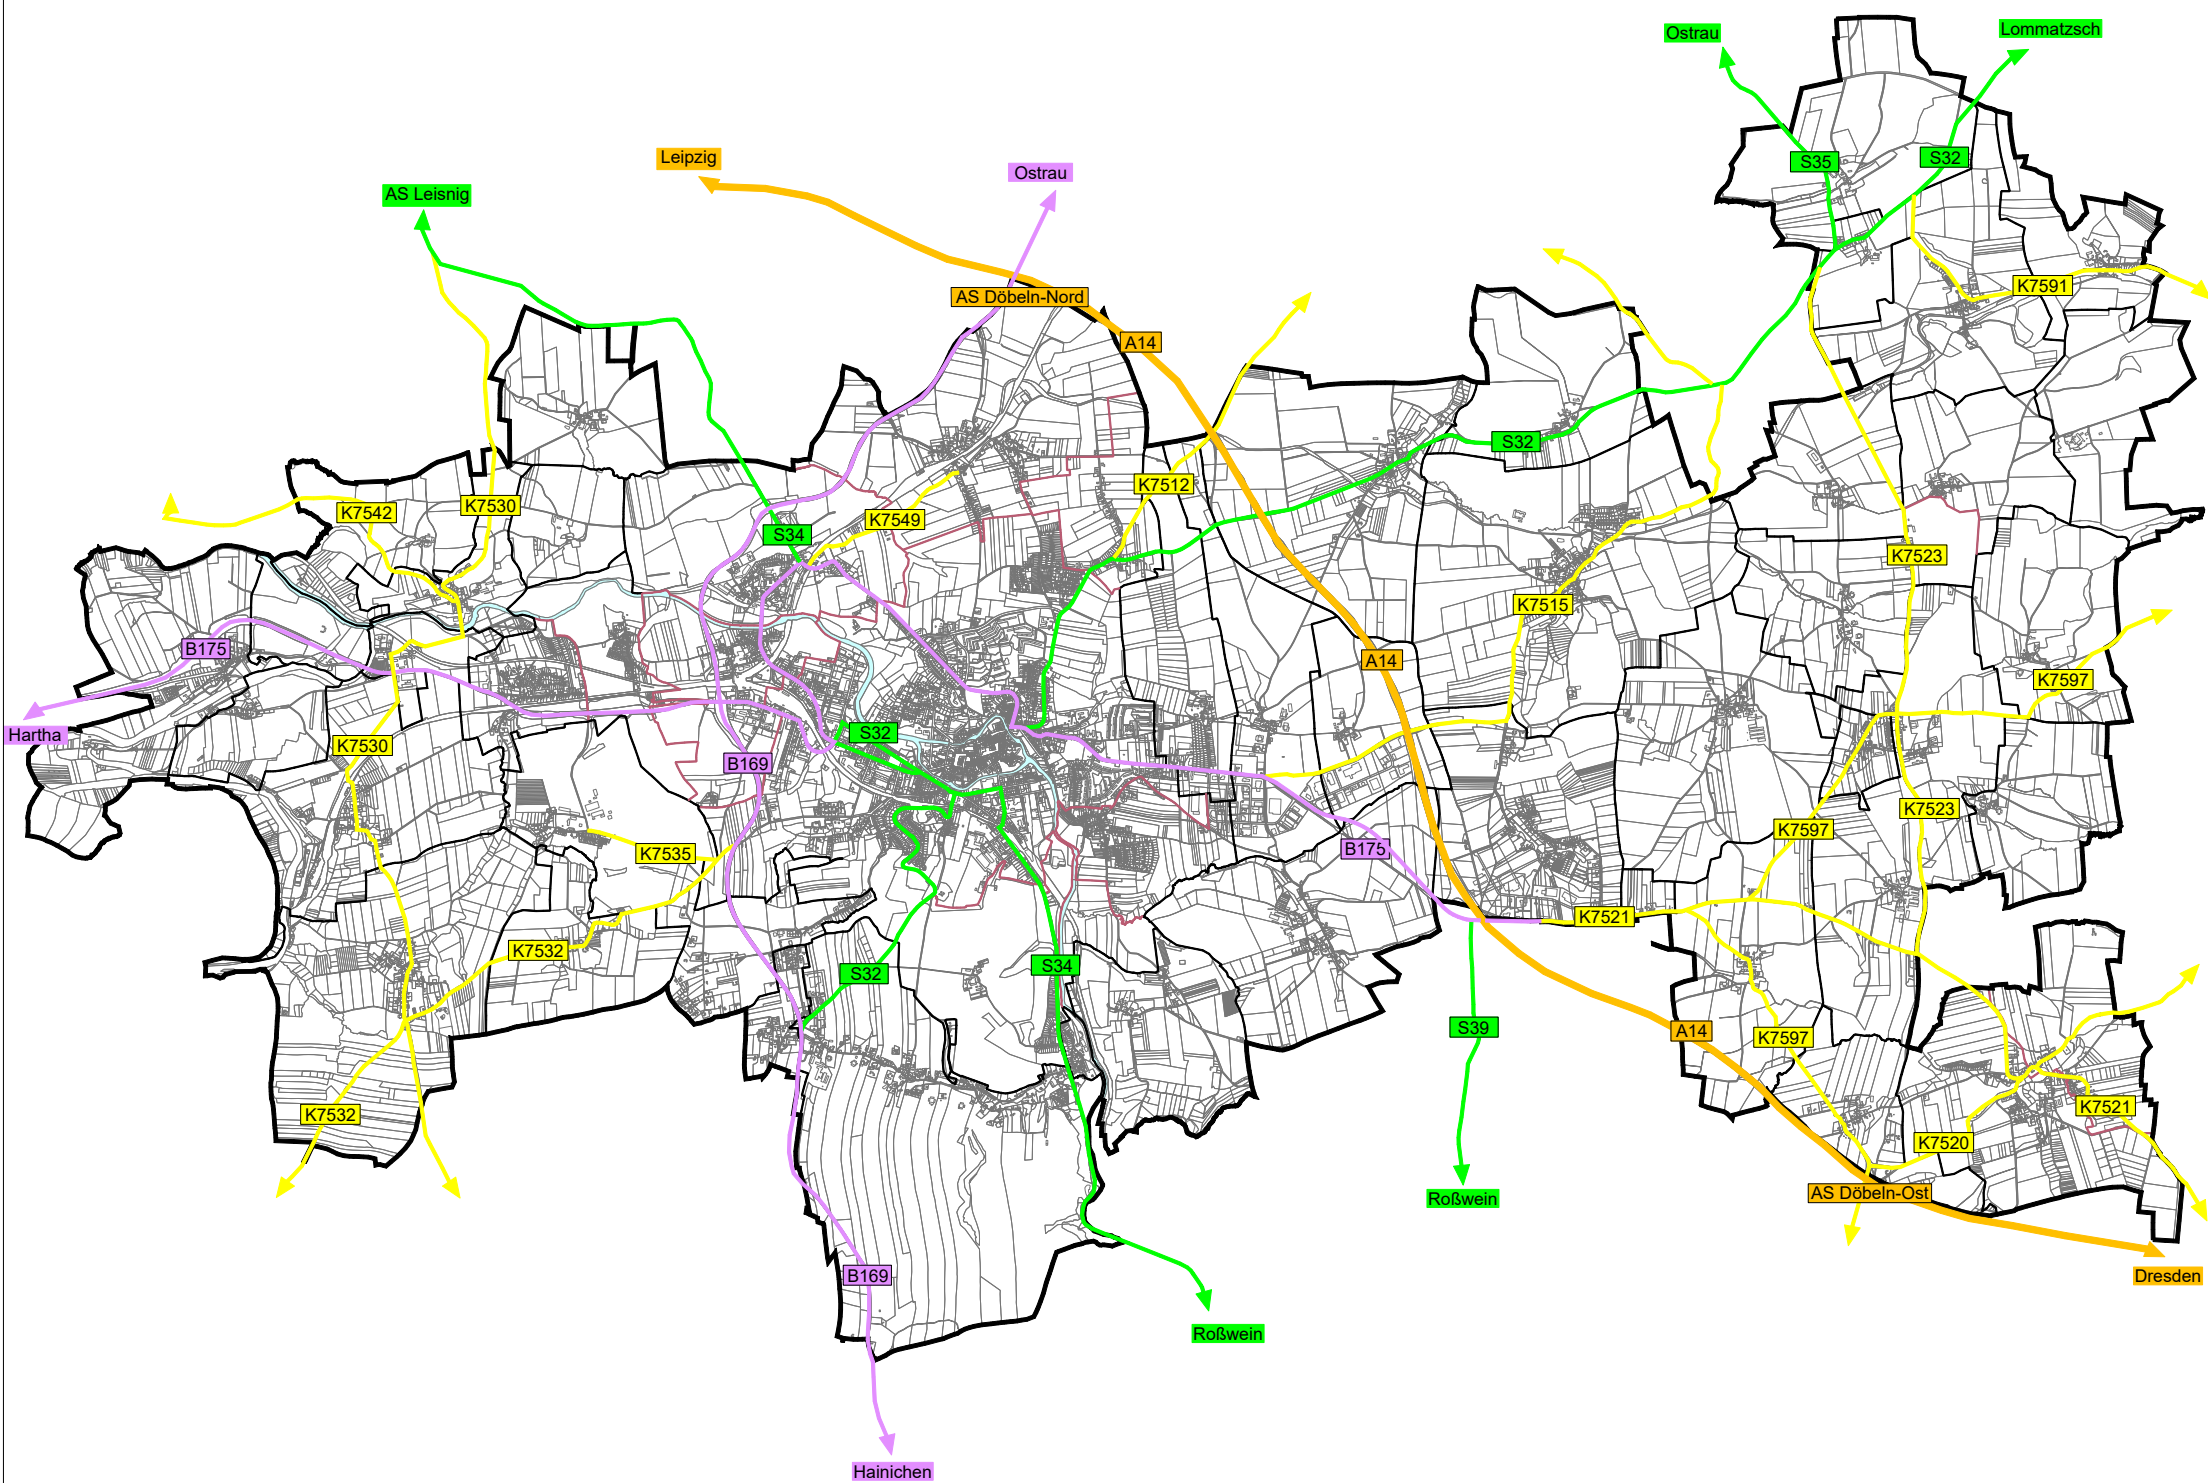 Ostrau
Lommatzsch
S35
S32
Leipzig
Ostrau
AS Leisnig
K7591
AS Döbeln-Nord
A14
S32
K7512
K7542
K7530
K7549
S34
K7523
K7515
B175
A14
K7597
Hartha
S32
K7530
B169
K7523
K7597
B175
K7535
K7521
K7532
S32
S34
S39
A14
K7597
K7532
K7521
K7520
Roßwein
AS Döbeln-Ost
B169
Dresden
Roßwein
Hainichen